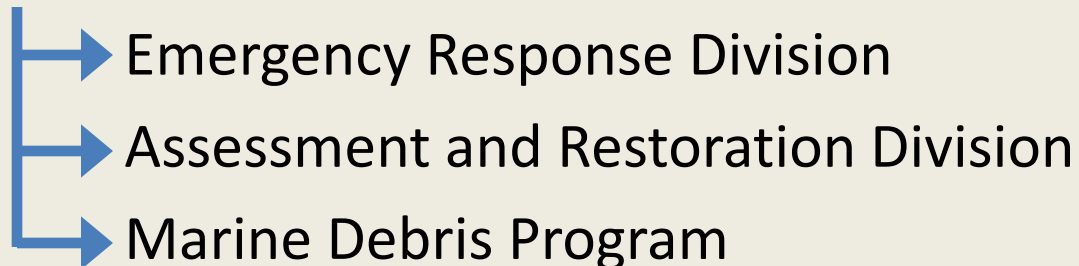 Emergency Response Division
Assessment and Restoration Division
Marine Debris Program